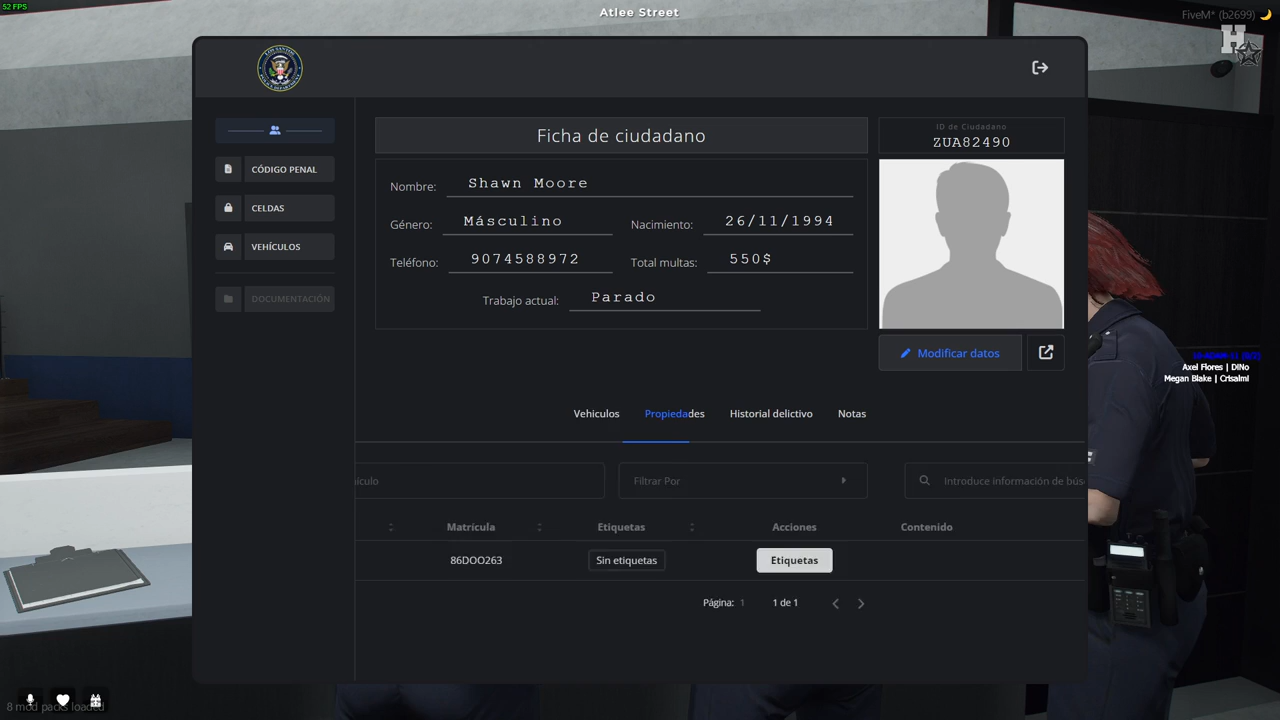 52 FPS
Atlee Street
FiveM* (b2699)
Ficha de ciudadano
ID de Ciudadano
ZUA82490
CÓDIGO PENAL
CELDAS
VEHÍCULOS
DOCUMENTACIÓN
Nombre: Shawn Moore
Género: Másculino Nacimiento: 26/11/1994
Teléfono: 9074588972 Total multas: 550$
Trabajo actual: Parado
Modificar datos
Axel Flores | DiNo
Megan Blake | Crisalmi
Vehiculos Propiedades Historial delictivo Notas
Filtrar Por Introduce información de bús
Matrícula Etiquetas Acciones Contenido
86DOO263 Sin etiquetas Etiquetas
Página: 1 1 de 1
8 mod packs loaded